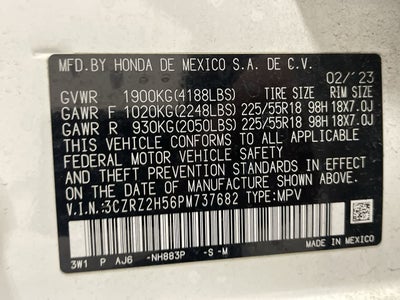 MFD.BY HONDA DE MEXICO S.A. DE C.V.
02/'23
GVWR 1900KG(4188LBS) TIRE SIZE RIM SIZE
GAWR F 1020KG(2248LBS) 225/55R18 98H 18X7.0J
GAWR R 930KG(2050LBS) 225/55R18 98H 18X7.0J
THIS VEHICLE CONFORMS TO ALL APPLICABLE
FEDERAL MOTOR VEHICLE SAFETY
AND THEFT PREVENTION STANDARDS
IN EFFECT ON THE DATE OF
MANUFACTURE SHOWN ABOVE.
V.I.N.:3CZRZ2H56PM737682 TYPE:MPV
3W1 P AJ6 -NH883P -S -M
MADE IN MEXICO